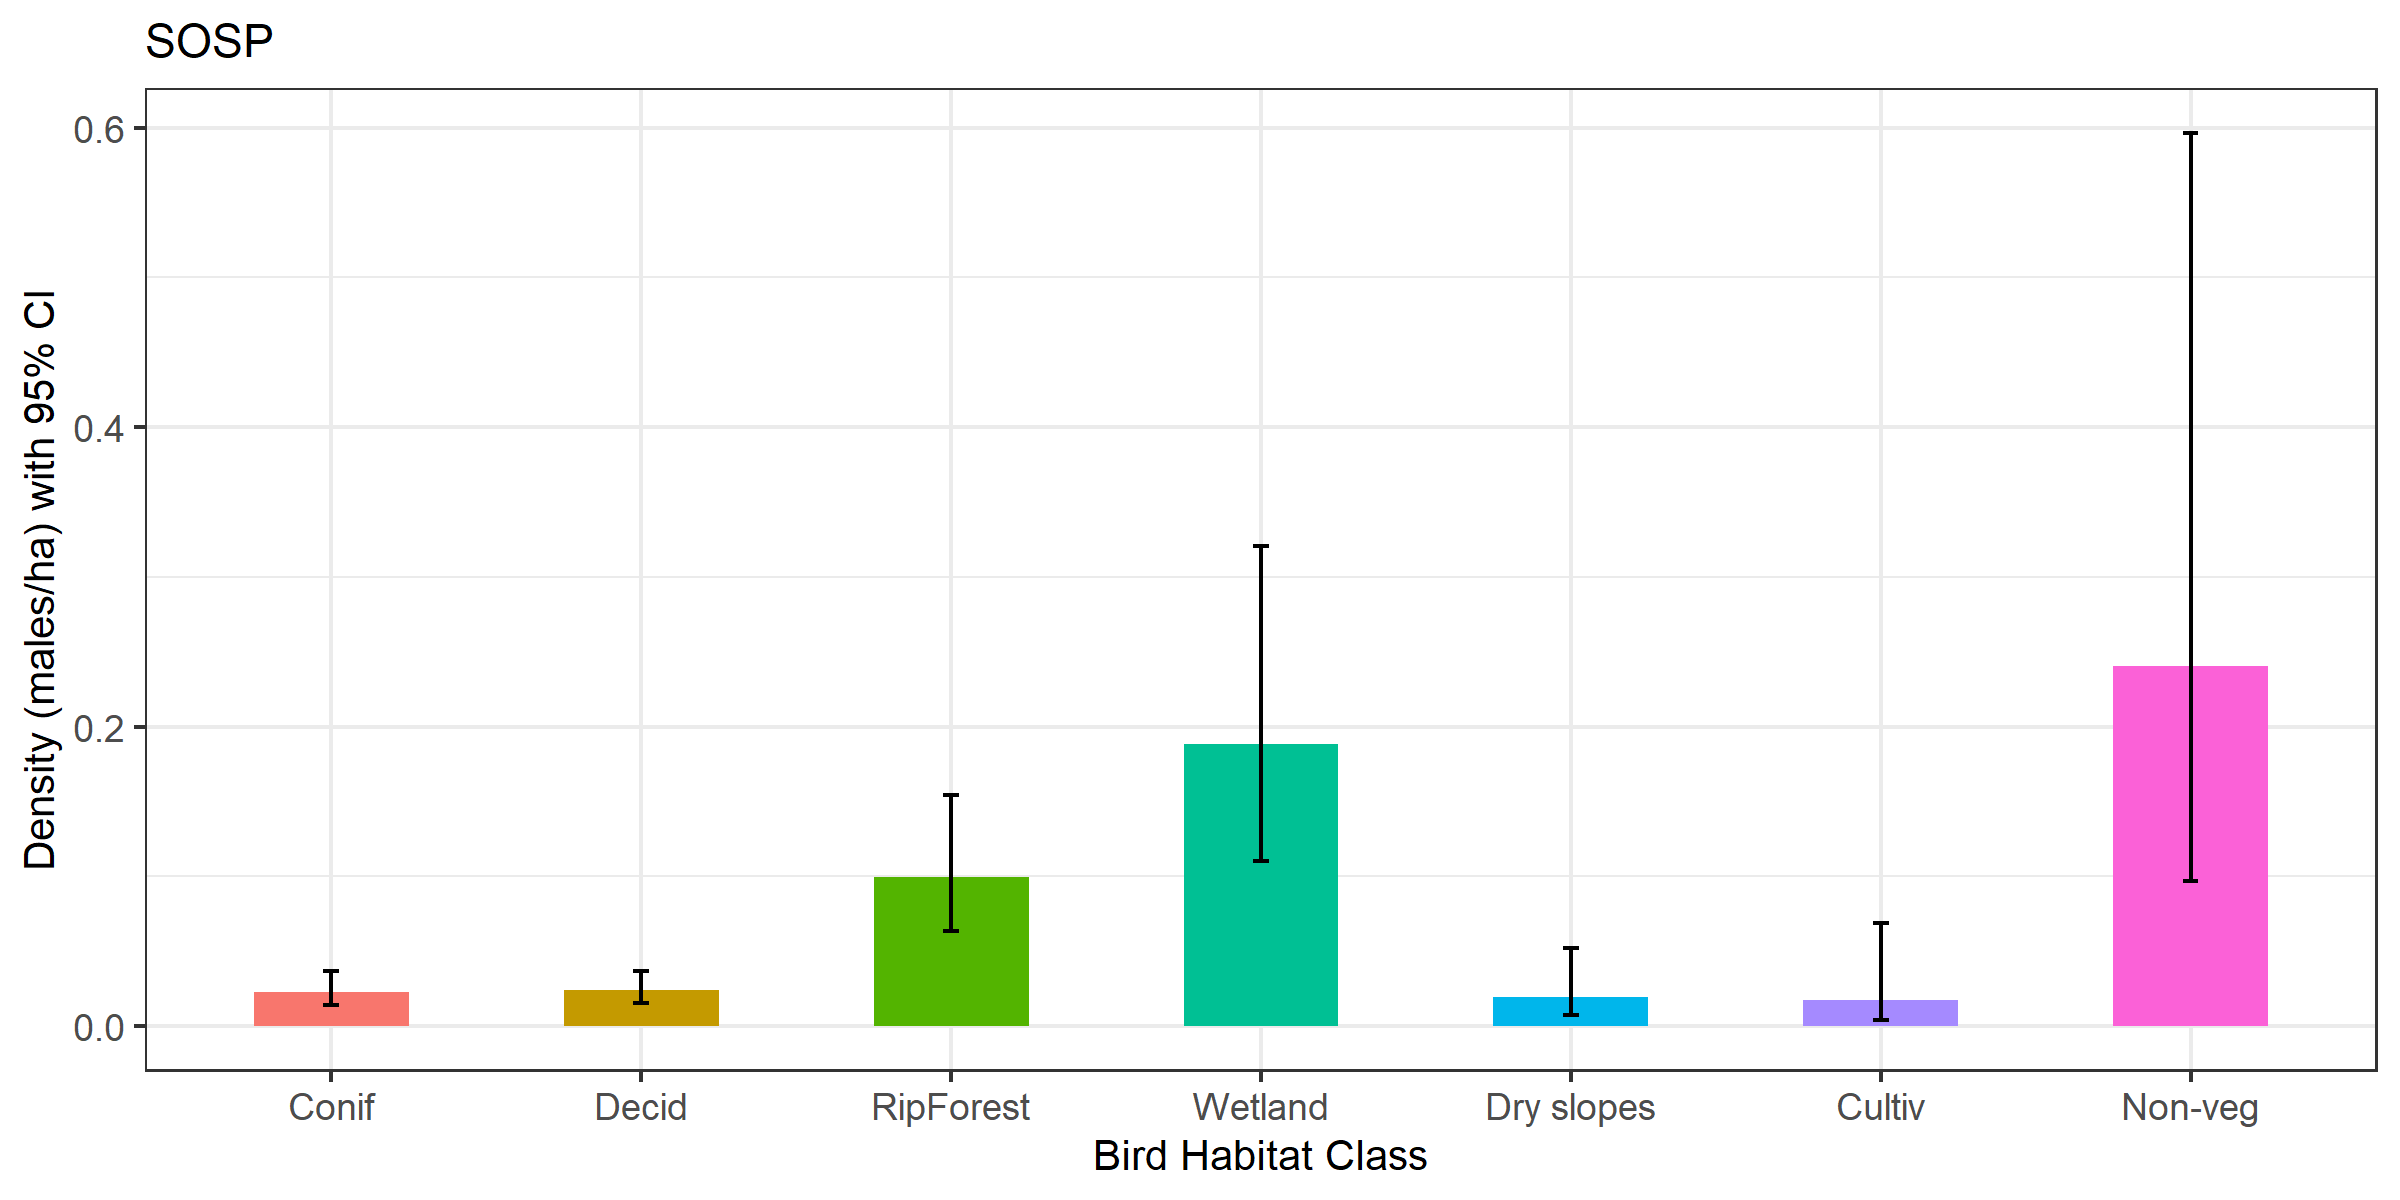 SOSP
Density (males/ha) with 95% CI
0.6
0.4
0.2
0.0
Conif Decid RipForest Wetland Dry slopes Cultiv Non-veg
Bird Habitat Class